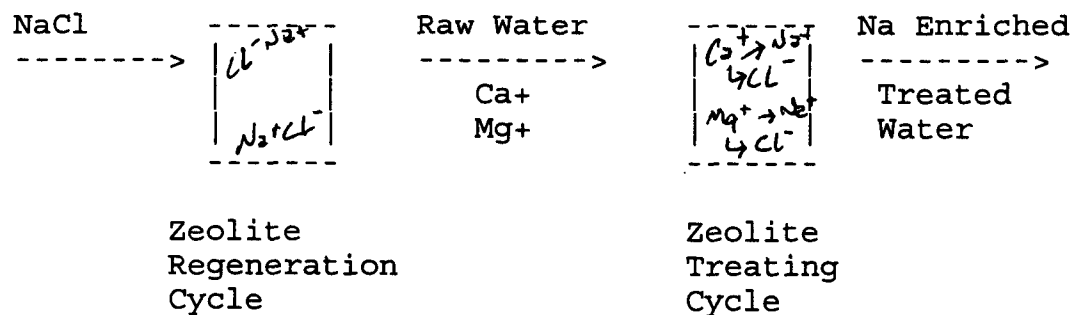 NaCl
Raw Water
Na Enriched
-------->
Cl⁻ Na⁺
--------->
Ca⁺ → Na⁺
--------->
↳ Cl⁻
Ca+
Treated
Mg⁺ → Na⁺
Mg+
Water
Na⁺ Cl⁻
↳ Cl⁻
Zeolite
Zeolite
Regeneration
Treating
Cycle
Cycle